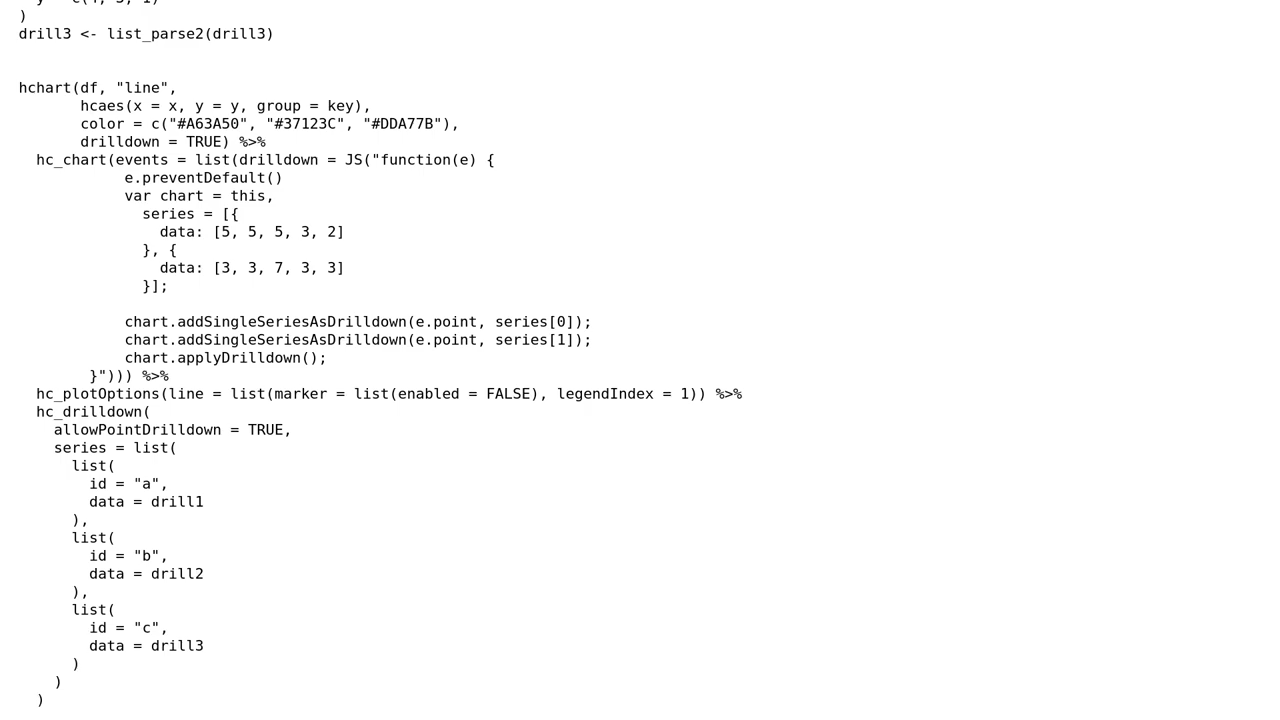 )
drill3 <- list_parse2(drill3)
hchart(df, "line",
hcaes(x = x, y = y, group = key),
color = c("#A63A50", "#37123C", "#DDA77B"),
drilldown = TRUE) %>%
hc_chart(events = list(drilldown = JS("function(e) {
e.preventDefault()
var chart = this,
series = [{
data: [5, 5, 5, 3, 2]
}, {
data: [3, 3, 7, 3, 3]
}];
chart.addSingleSeriesAsDrilldown(e.point, series[0]);
chart.addSingleSeriesAsDrilldown(e.point, series[1]);
chart.applyDrilldown();
}"))) %>%
hc_plotOptions(line = list(marker = list(enabled = FALSE), legendIndex = 1)) %>%
hc_drilldown(
allowPointDrilldown = TRUE,
series = list(
list(
id = "a",
data = drill1
),
list(
id = "b",
data = drill2
),
list(
id = "c",
data = drill3
)
)
)